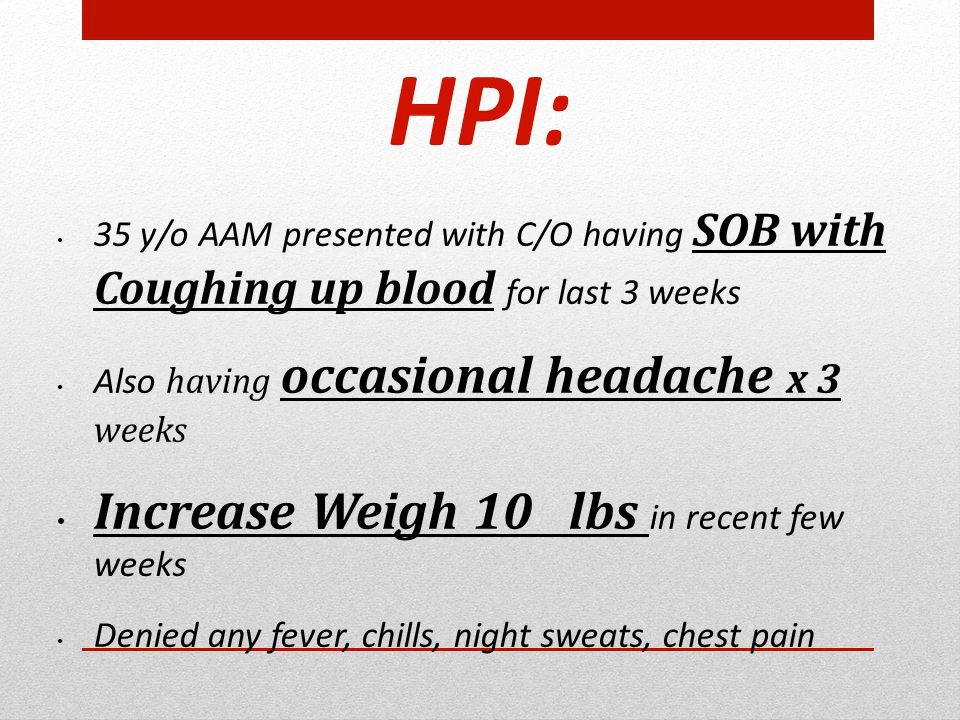 HPI:
• 35 y/o AAM presented with C/O having SOB with
Coughing up blood for last 3 weeks
• Also having occasional headache x 3
weeks
• Increase Weigh 10 lbs in recent few
weeks
• Denied any fever, chills, night sweats, chest pain